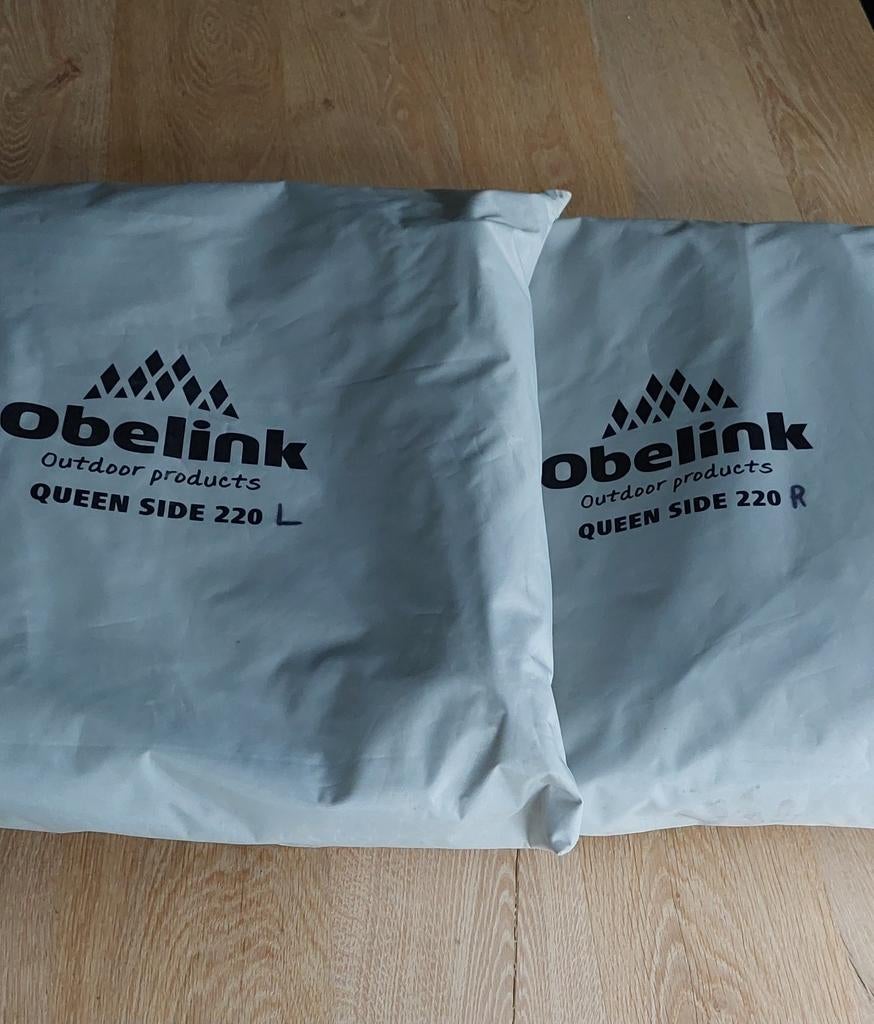 Obelink
Outdoor products
QUEEN SIDE 220 L
Obelink
Outdoor products
QUEEN SIDE 220 R